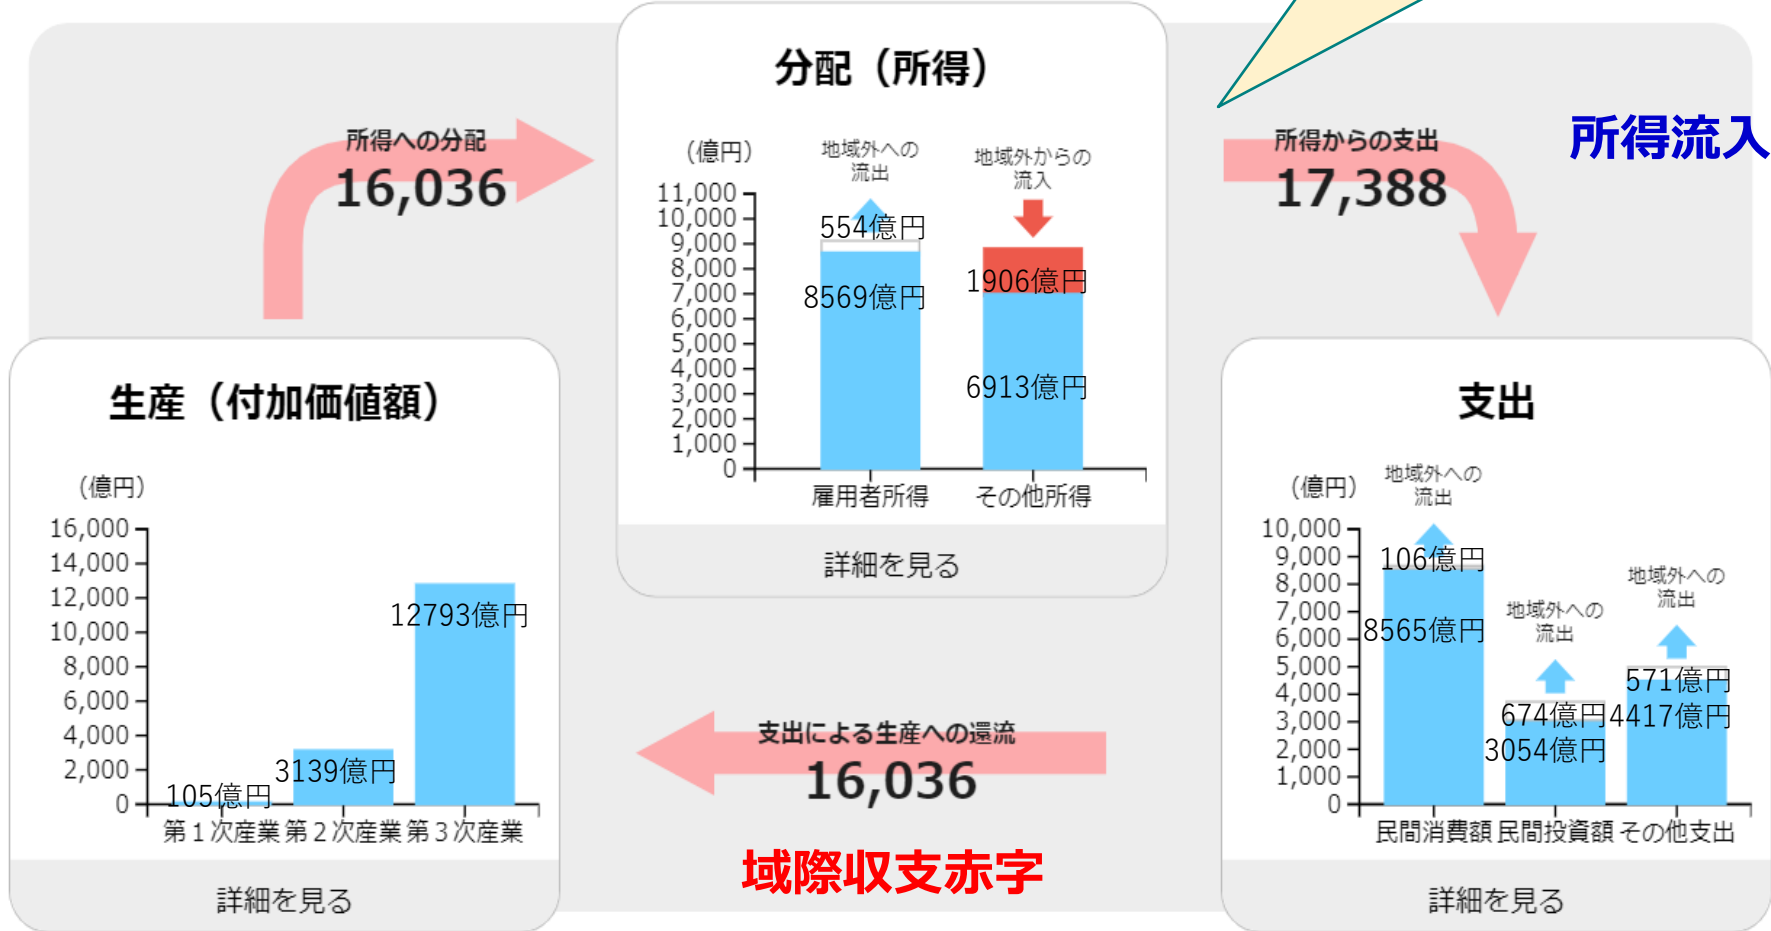 分配（所得）
所得への分配
16,036
（億円）
地域外への
流出
地域外からの
流入
11,000
10,000
9,000
8,000
7,000
6,000
5,000
4,000
3,000
2,000
1,000
0
554億円
8569億円
1906億円
6913億円
雇用者所得
その他所得
詳細を見る
所得からの支出
17,388
所得流入
生産（付加価値額）
（億円）
16,000
14,000
12,000
10,000
8,000
6,000
4,000
2,000
0
105億円
3139億円
12793億円
第１次産業
第２次産業
第３次産業
詳細を見る
支出による生産への還流
16,036
域際収支赤字
支出
（億円）
地域外への
流出
地域外への
流出
地域外への
流出
10,000
9,000
8,000
7,000
6,000
5,000
4,000
3,000
2,000
1,000
0
106億円
8565億円
674億円
3054億円
571億円
4417億円
民間消費額
民間投資額
その他支出
詳細を見る